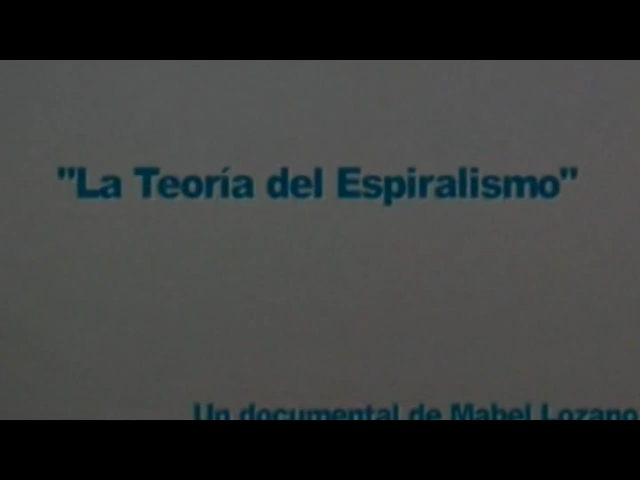 "La Teoría del Espiralismo"
Un documental de Mabel Lozano